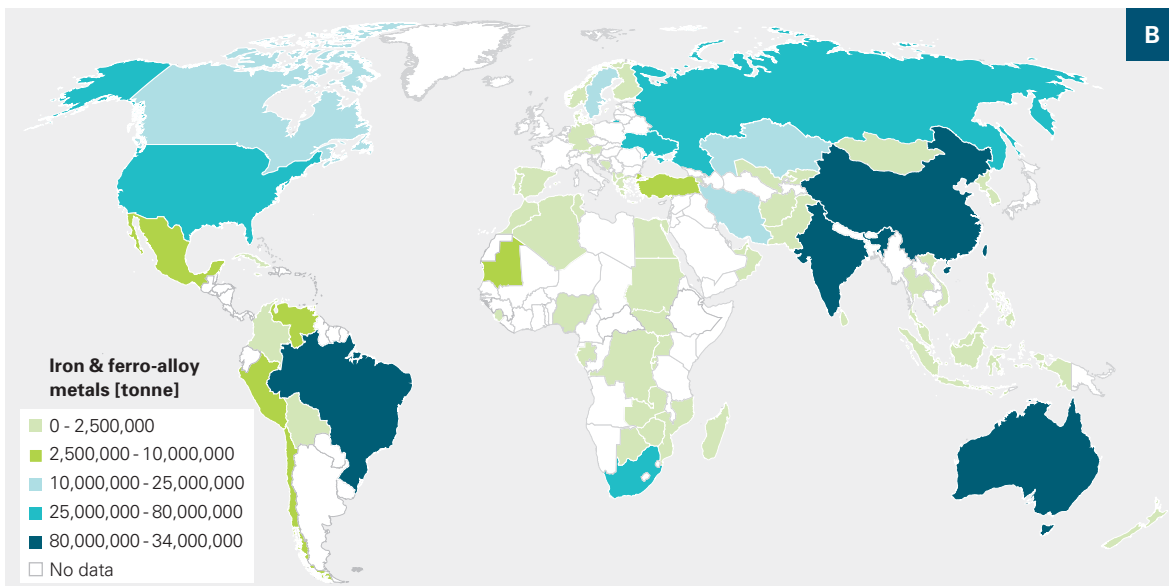 B
Iron & ferro-alloy
metals [tonne]
0 - 2,500,000
2,500,000 - 10,000,000
10,000,000 - 25,000,000
25,000,000 - 80,000,000
80,000,000 - 34,000,000
No data